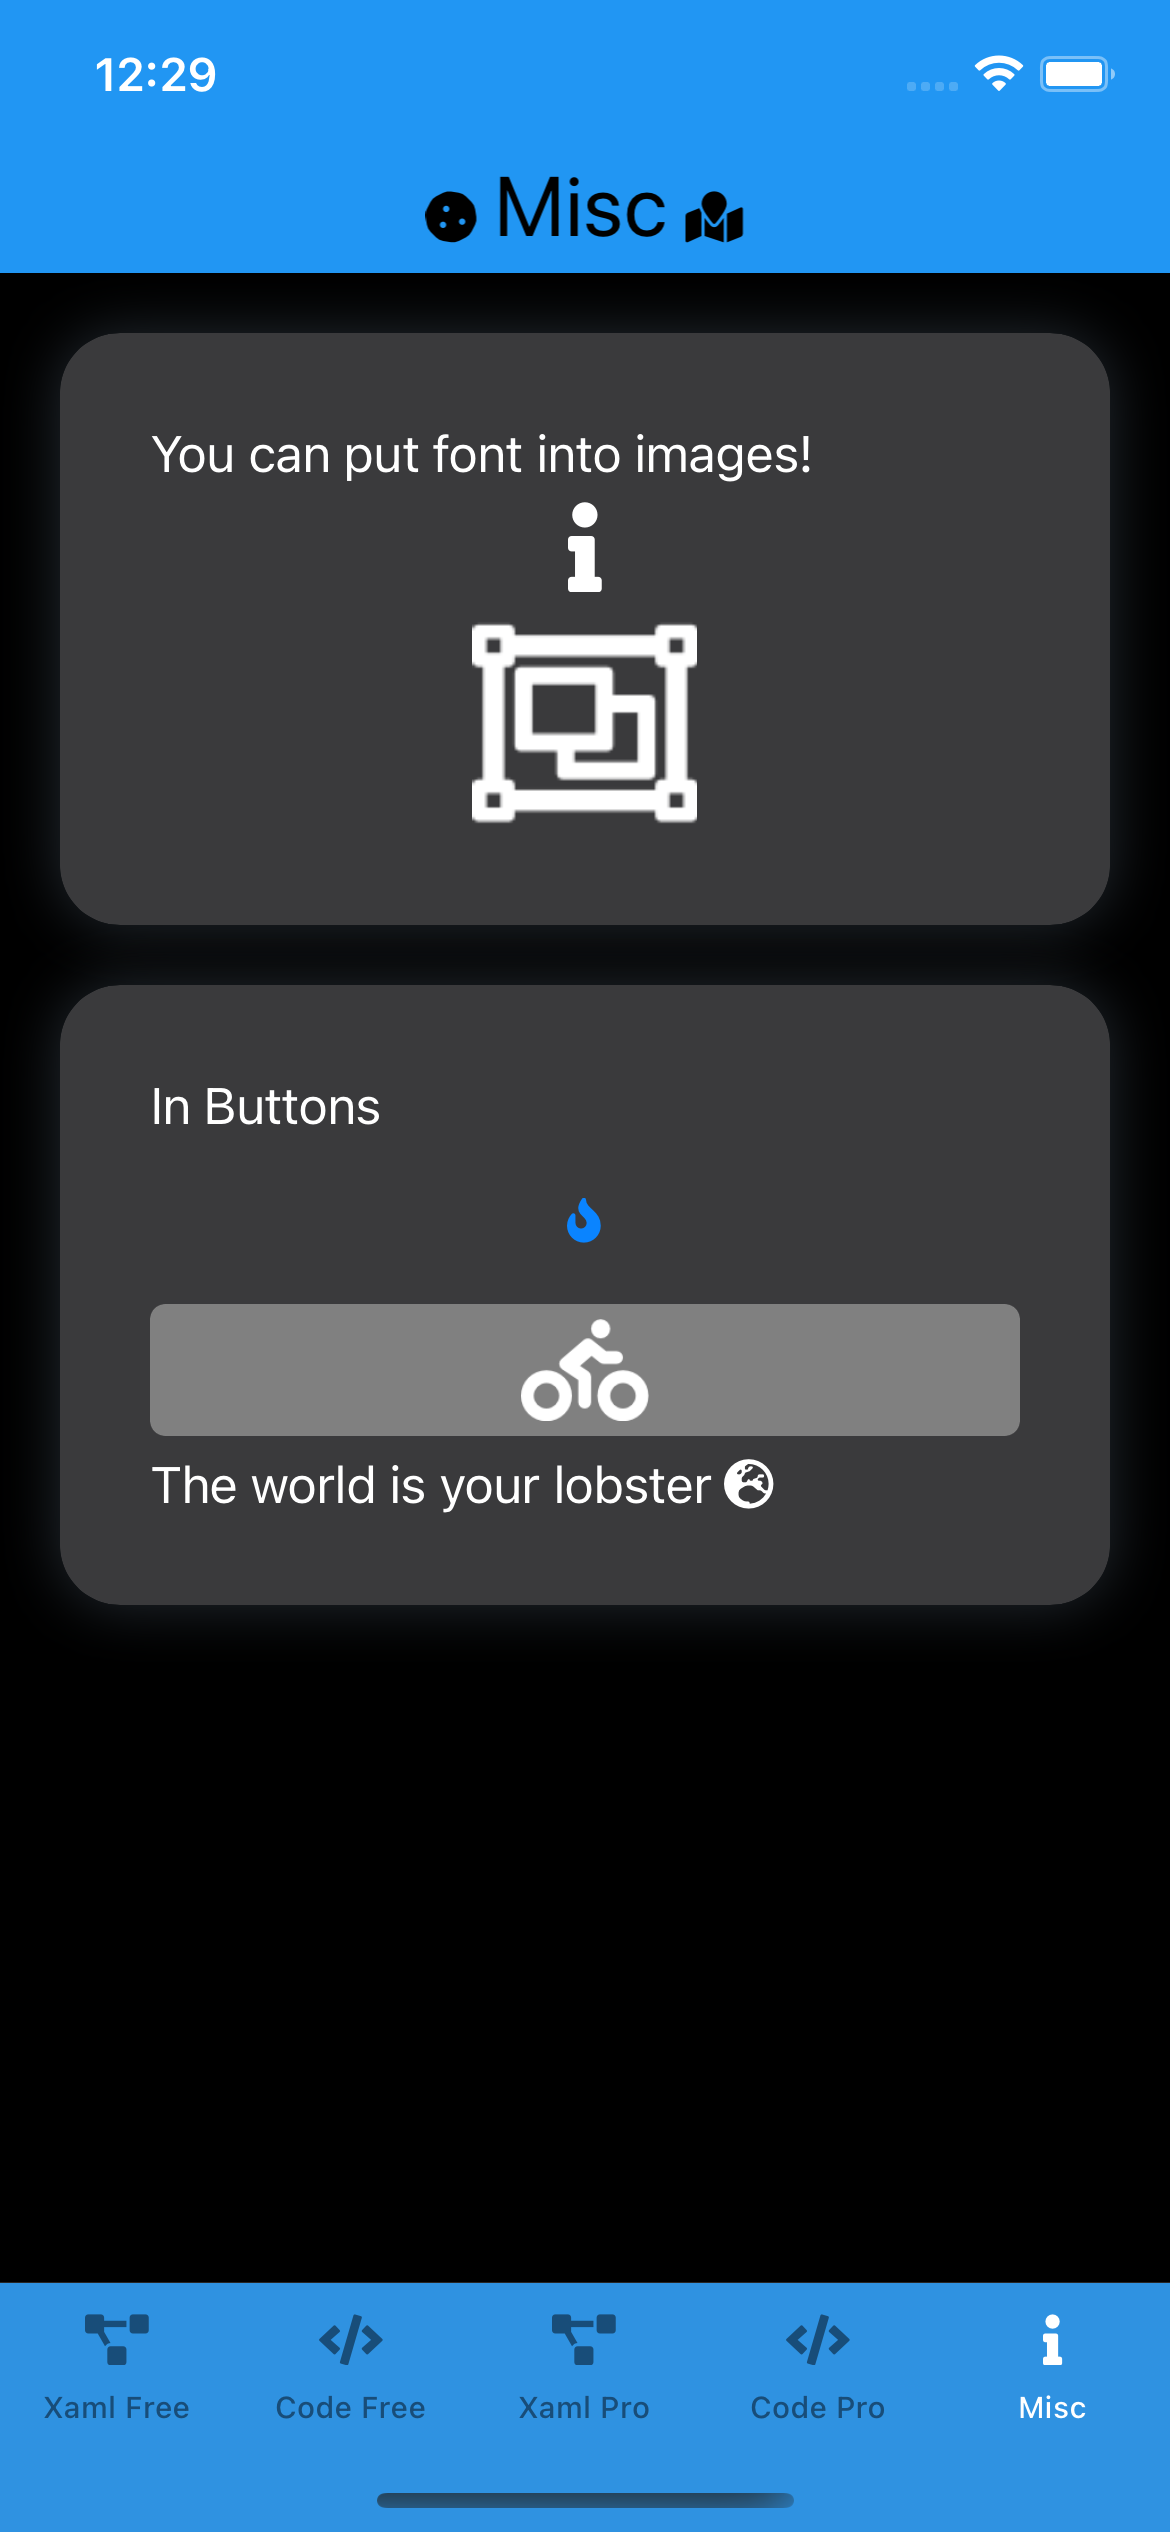 12:29
Misc
You can put font into images!
In Buttons
The world is your lobster
Xaml Free
Code Free
Xaml Pro
Code Pro
Misc